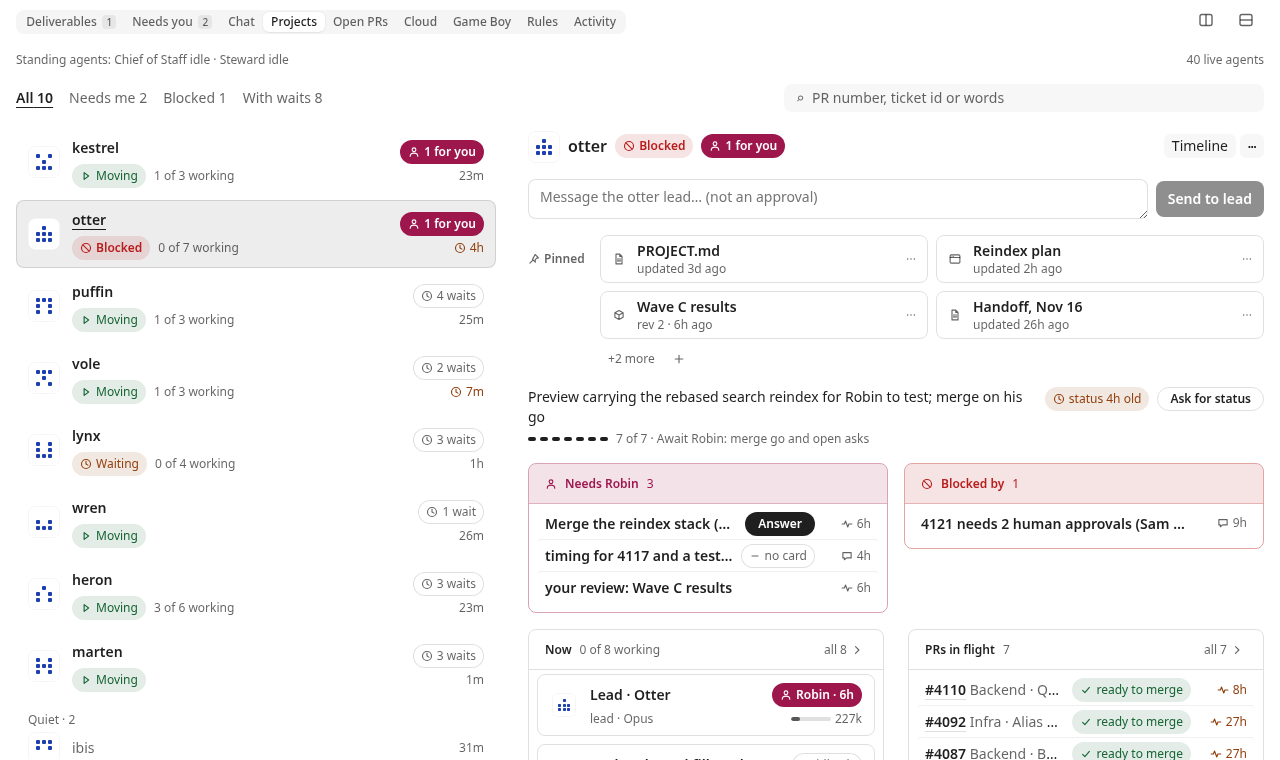 Deliverables 1 Needs you 2 Chat Projects Open PRs Cloud Game Boy Rules Activity
Standing agents: Chief of Staff idle · Steward idle
40 live agents
All 10 Needs me 2 Blocked 1 With waits 8
PR number, ticket id or words
kestrel
1 for you
Moving 1 of 3 working
23m
otter
1 for you
Blocked 0 of 7 working
4h
puffin
4 waits
Moving 1 of 3 working
25m
vole
2 waits
Moving 1 of 3 working
7m
lynx
3 waits
Waiting 0 of 4 working
1h
wren
1 wait
Moving
26m
heron
3 waits
Moving 3 of 6 working
23m
marten
3 waits
Moving
1m
Quiet · 2
ibis
31m
otter Blocked 1 for you
Timeline ...
Message the otter lead... (not an approval)
Send to lead
Pinned
PROJECT.md
updated 3d ago
...
Reindex plan
updated 2h ago
...
Wave C results
rev 2 · 6h ago
...
Handoff, Nov 16
updated 26h ago
...
+2 more +
Preview carrying the rebased search reindex for Robin to test; merge on his
go
status 4h old
Ask for status
7 of 7 · Await Robin: merge go and open asks
Needs Robin 3
Merge the reindex stack (... Answer 6h
timing for 4117 and a test... – no card 4h
your review: Wave C results 6h
Blocked by 1
4121 needs 2 human approvals (Sam ... 9h
Now 0 of 8 working
all 8
Lead · Otter
Robin · 6h
lead · Opus
227k
PRs in flight 7
all 7
#4110 Backend · Q... ready to merge 8h
#4092 Infra · Alias ... ready to merge 27h
#4087 Backend · B... ready to merge 27h